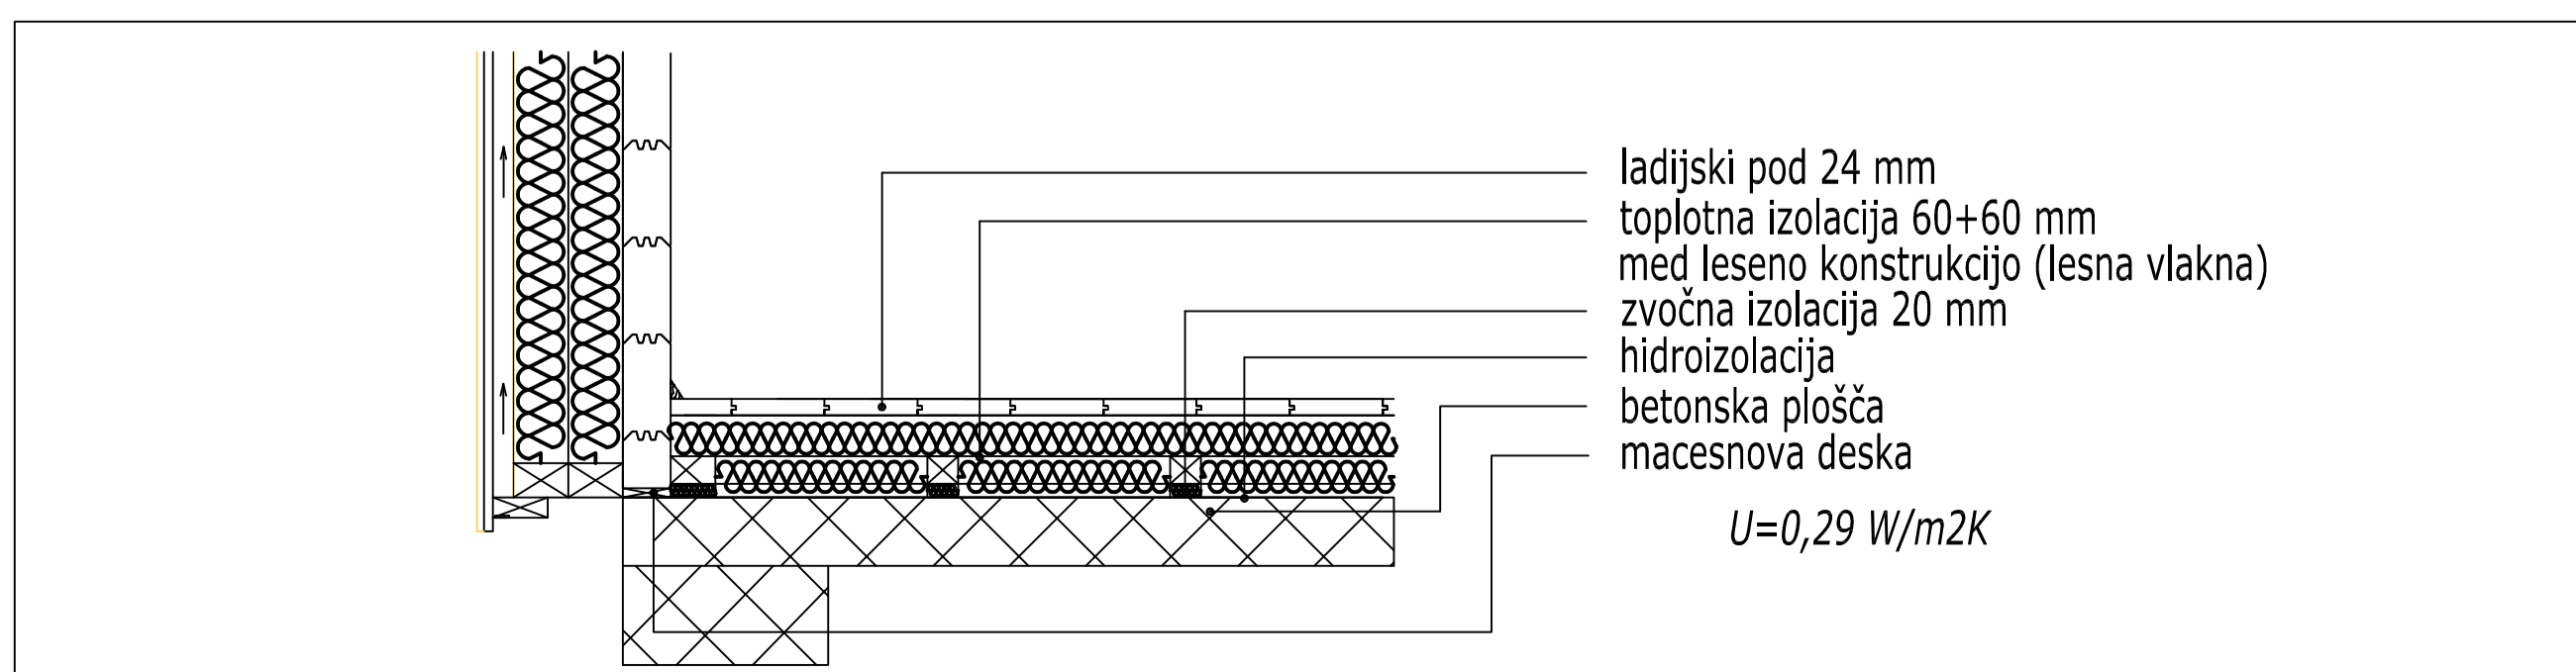 ladijski pod 24 mm
toplotna izolacija 60+60 mm
med leseno konstrukcijo (lesna vlakna)
zvočna izolacija 20 mm
hidroizolacija
betonska plošča
macesnova deska
U=0,29 W/m2K